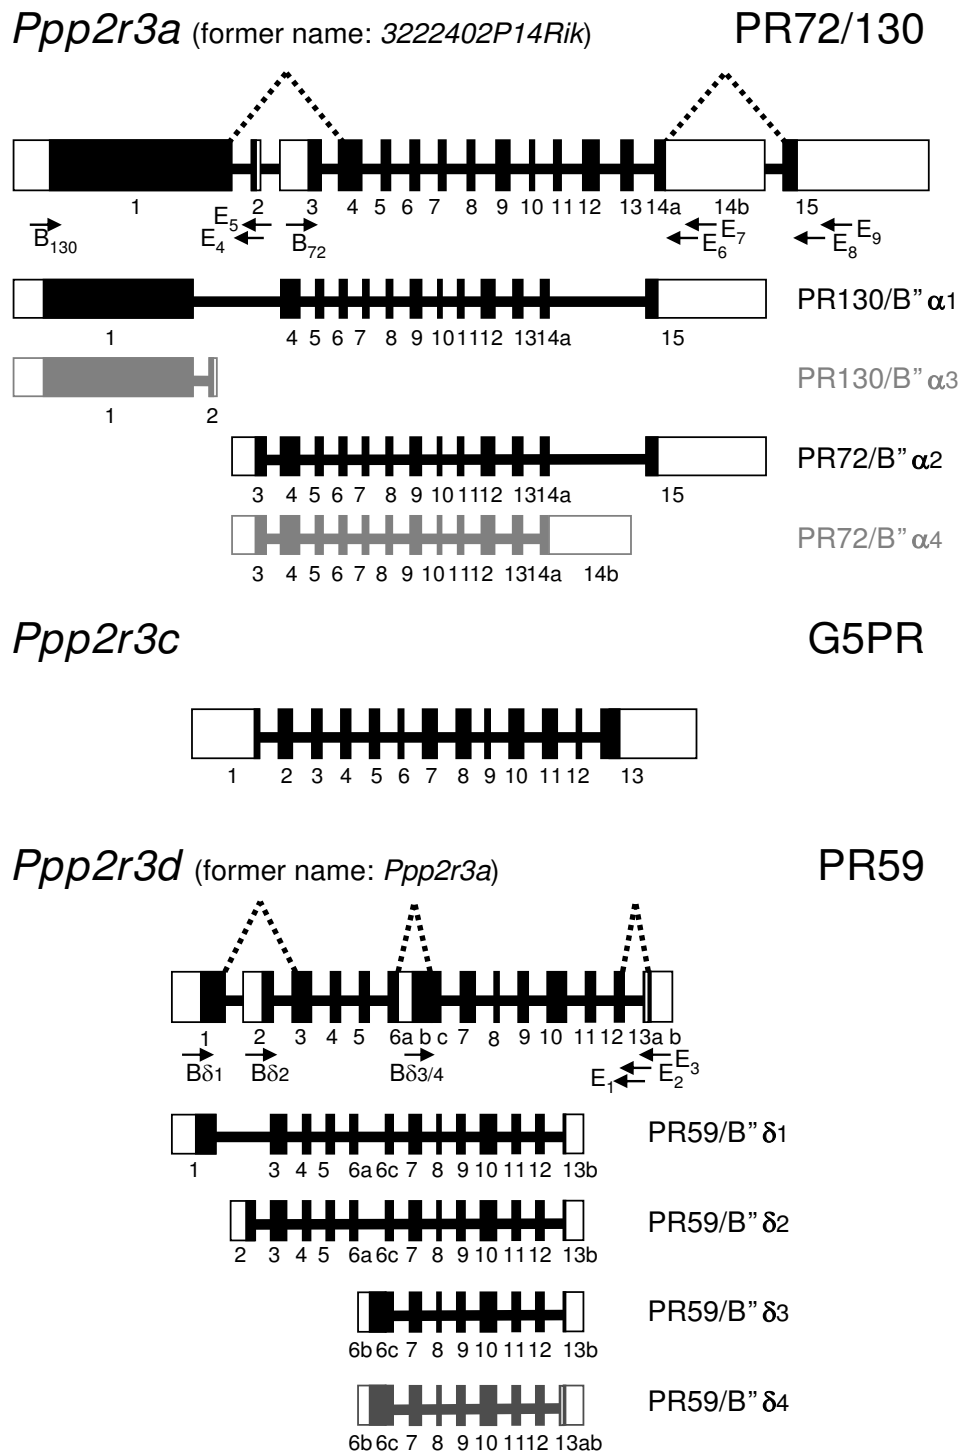 Ppp2r3a (former name: 3222402P14Rik) PR72/130
1 2 3 4 5 6 7 8 9 10 11 12 13 14a 14b 15
B130 E5 E4 B72 E7 E6 E9 E8
PR130/B” α1
1 4 5 6 7 8 9 10 11 12 13 14a 15
PR130/B” α3
1 2
PR72/B” α2
3 4 5 6 7 8 9 10 11 12 13 14a 15
PR72/B” α4
3 4 5 6 7 8 9 10 11 12 13 14a 14b
Ppp2r3c G5PR
1 2 3 4 5 6 7 8 9 10 11 12 13
Ppp2r3d (former name: Ppp2r3a) PR59
1 2 3 4 5 6a b c 7 8 9 10 11 12 13a b
Bδ1 Bδ2 Bδ3/4 E1 E2 E3
PR59/B” δ1
1 3 4 5 6a 6c 7 8 9 10 11 12 13b
PR59/B” δ2
2 3 4 5 6a 6c 7 8 9 10 11 12 13b
PR59/B” δ3
6b 6c 7 8 9 10 11 12 13b
PR59/B” δ4
6b 6c 7 8 9 10 11 12 13ab